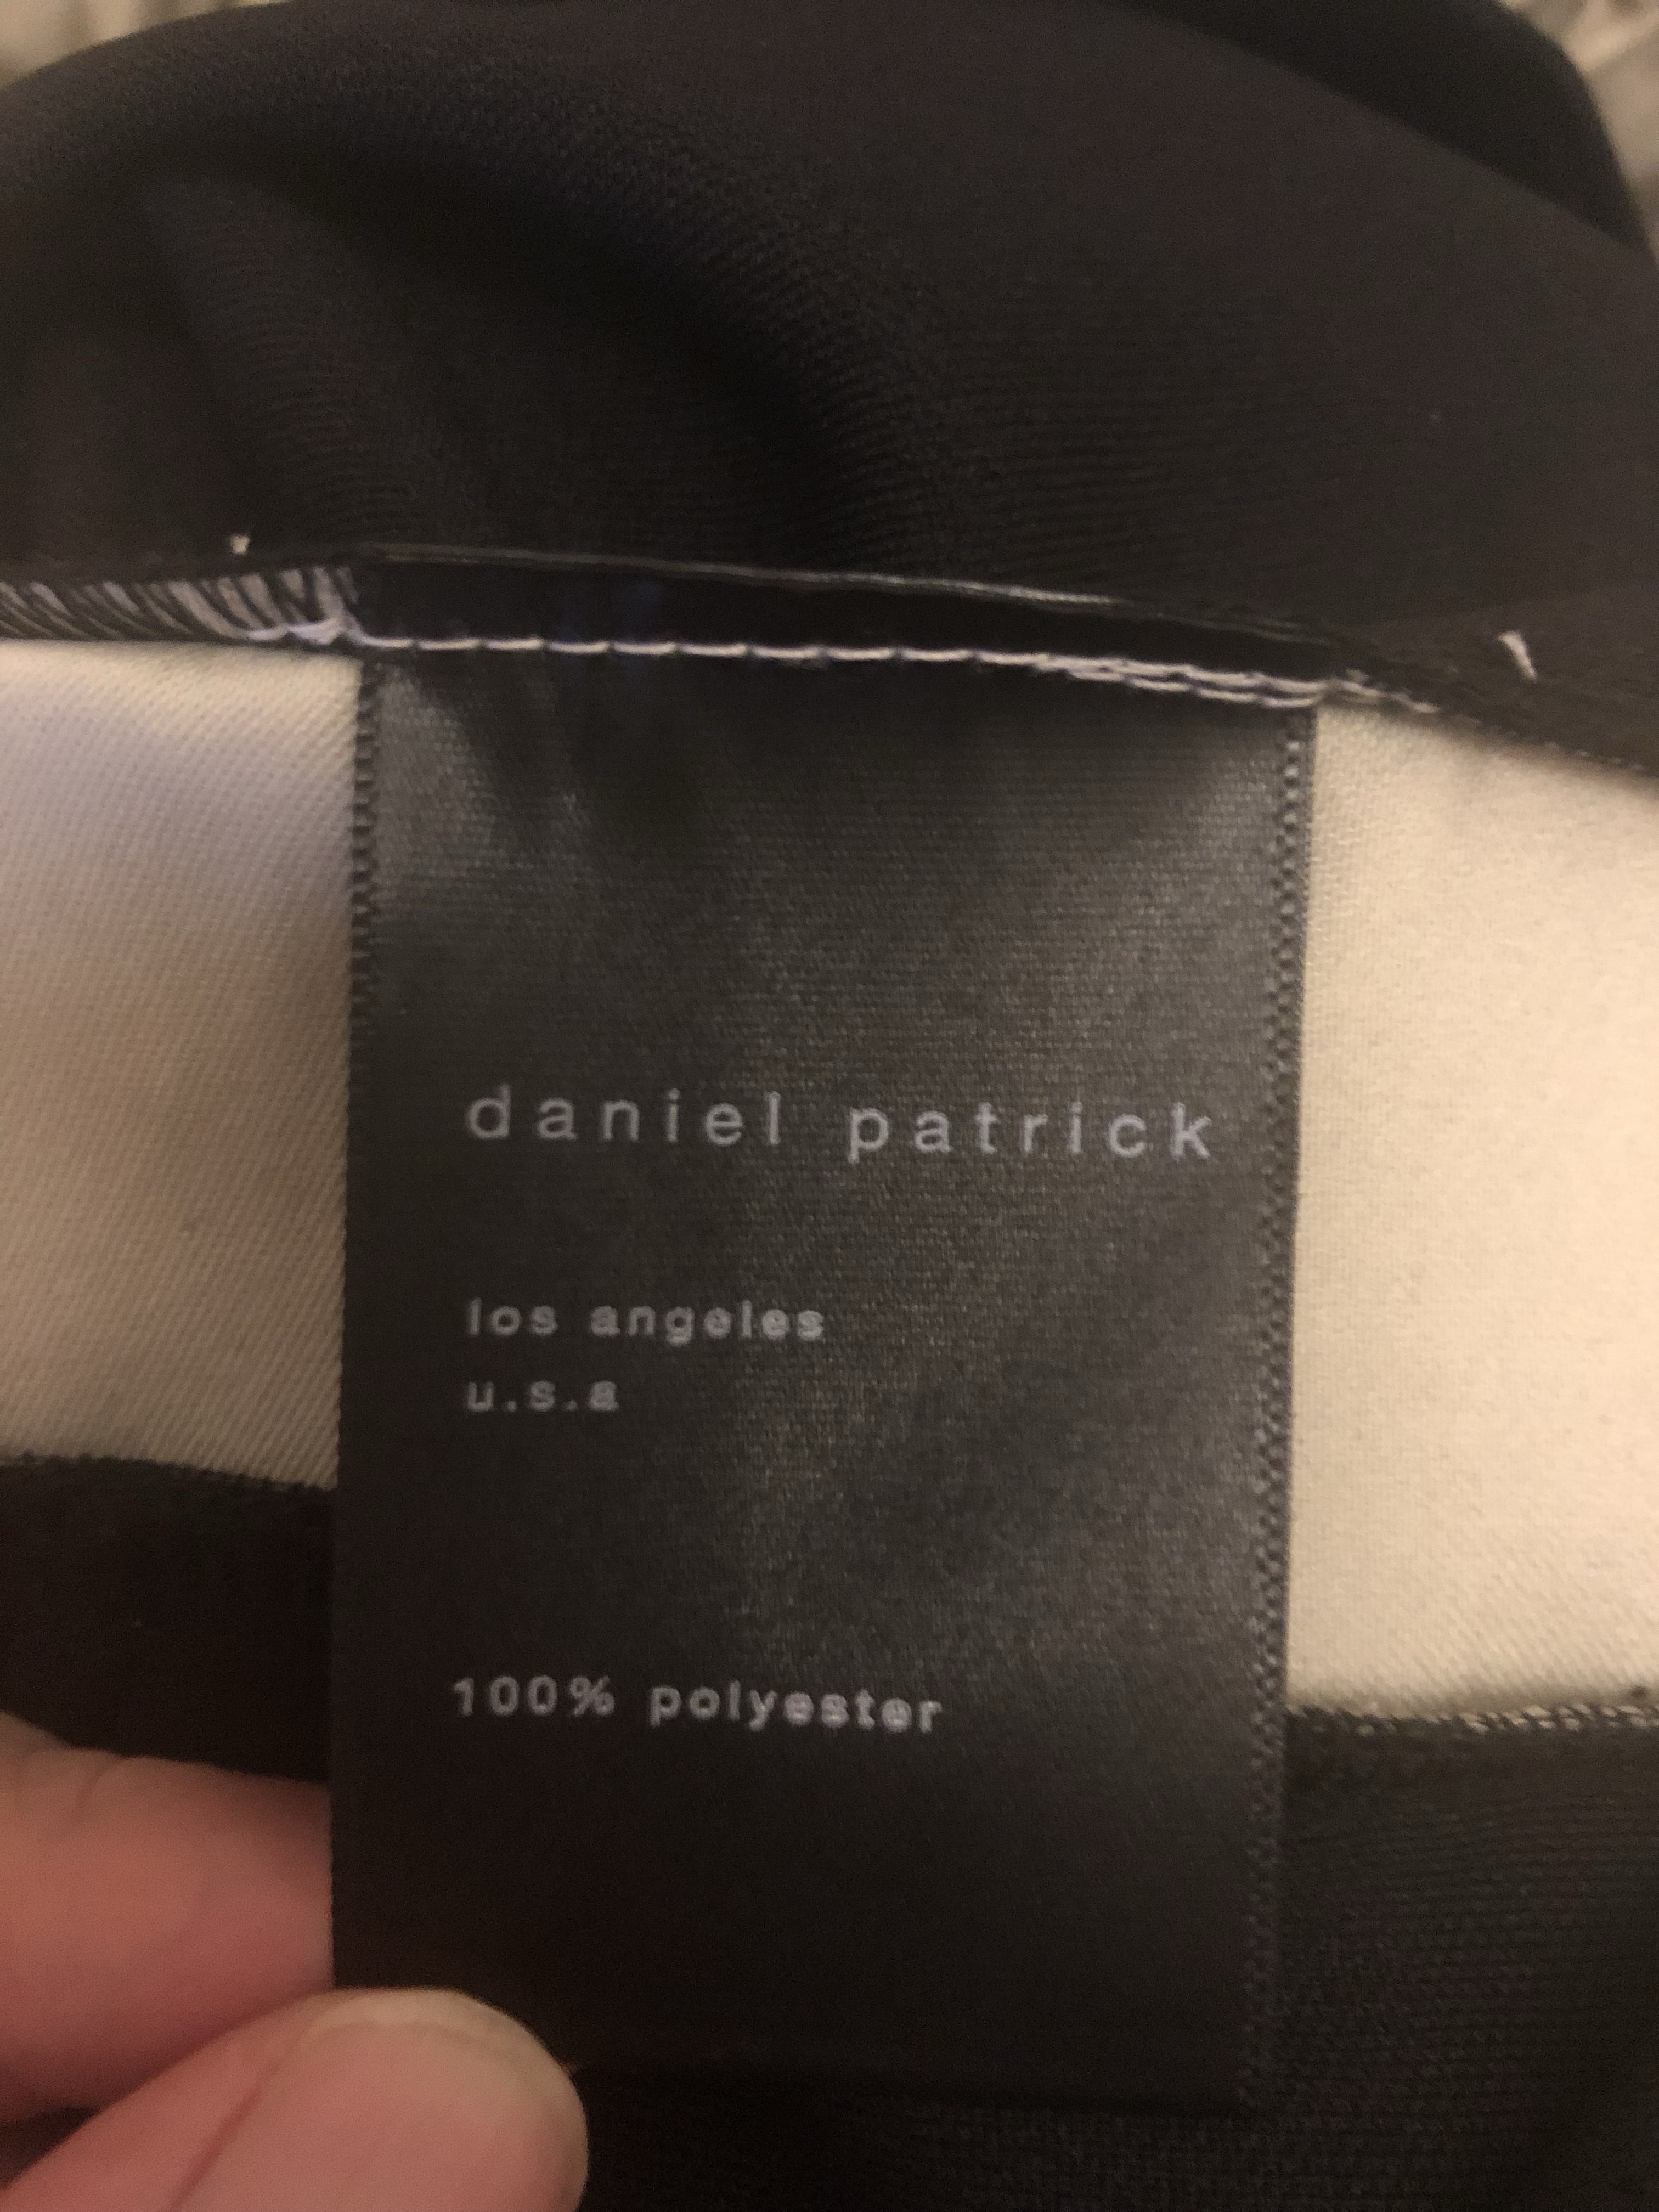 daniel patrick
los angeles
u.s.a
100% polyester